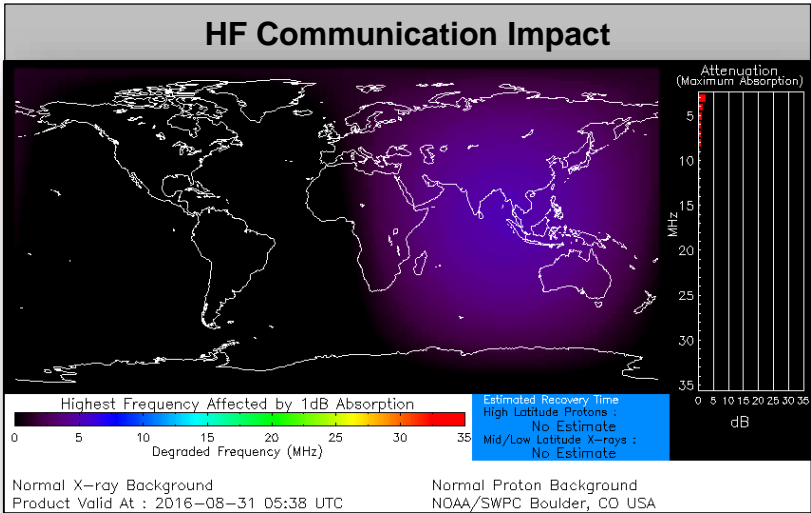 HF Communication Impact
Attenuation
(Maximum Absorption)
5
10
15
20
25
30
35
MHz
0 5 10 15 20 25 30 35
dB
Highest Frequency Affected by 1dB Absorption
0 5 10 15 20 25 30 35
Degraded Frequency (MHz)
Estimated Recovery Time
High Latitude Protons :
No Estimate
Mid/Low Latitude X-rays :
No Estimate
Normal X-ray Background
Normal Proton Background
Product Valid At : 2016-08-31 05:38 UTC
NOAA/SWPC Boulder, CO USA